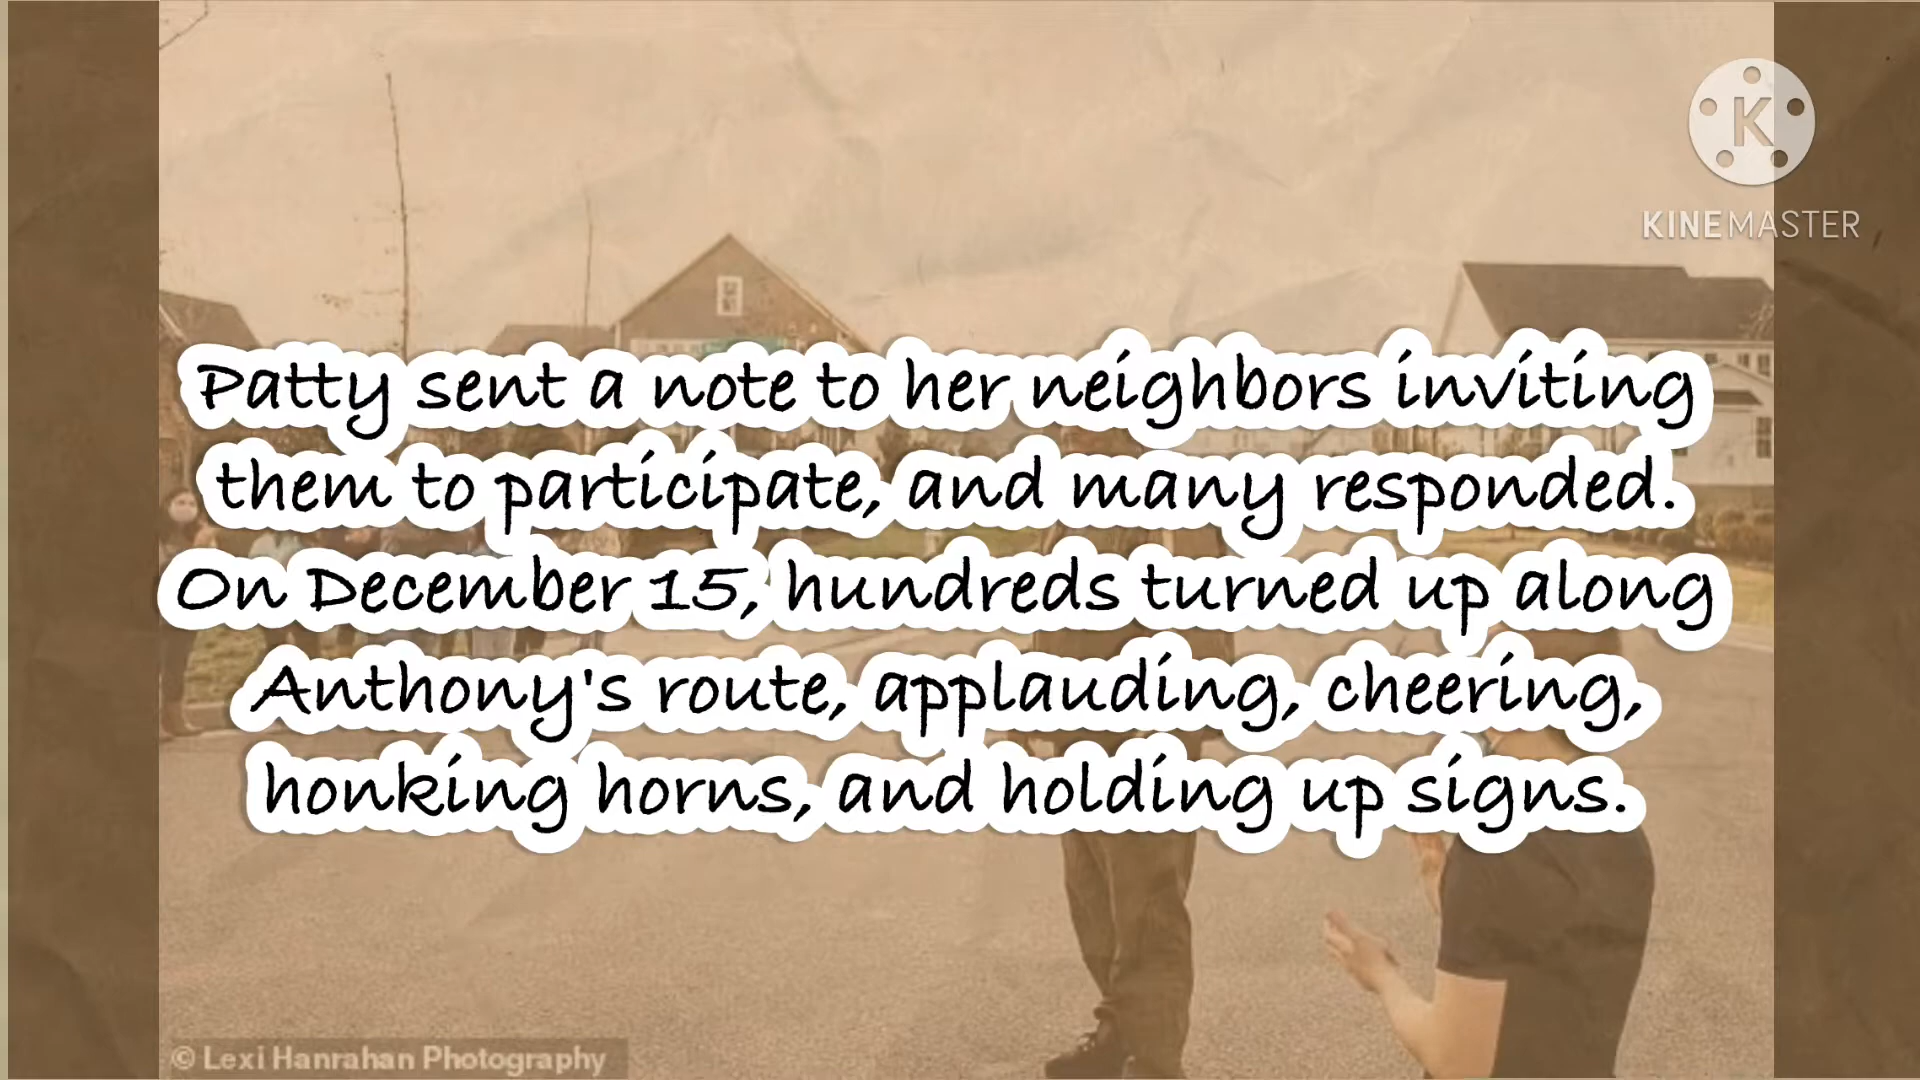 K
KINEMASTER
Patty sent a note to her neighbors inviting
them to participate, and many responded.
On December 15, hundreds turned up along
Anthony's route, applauding, cheering,
honking horns, and holding up signs.
© Lexi Hanrahan Photography